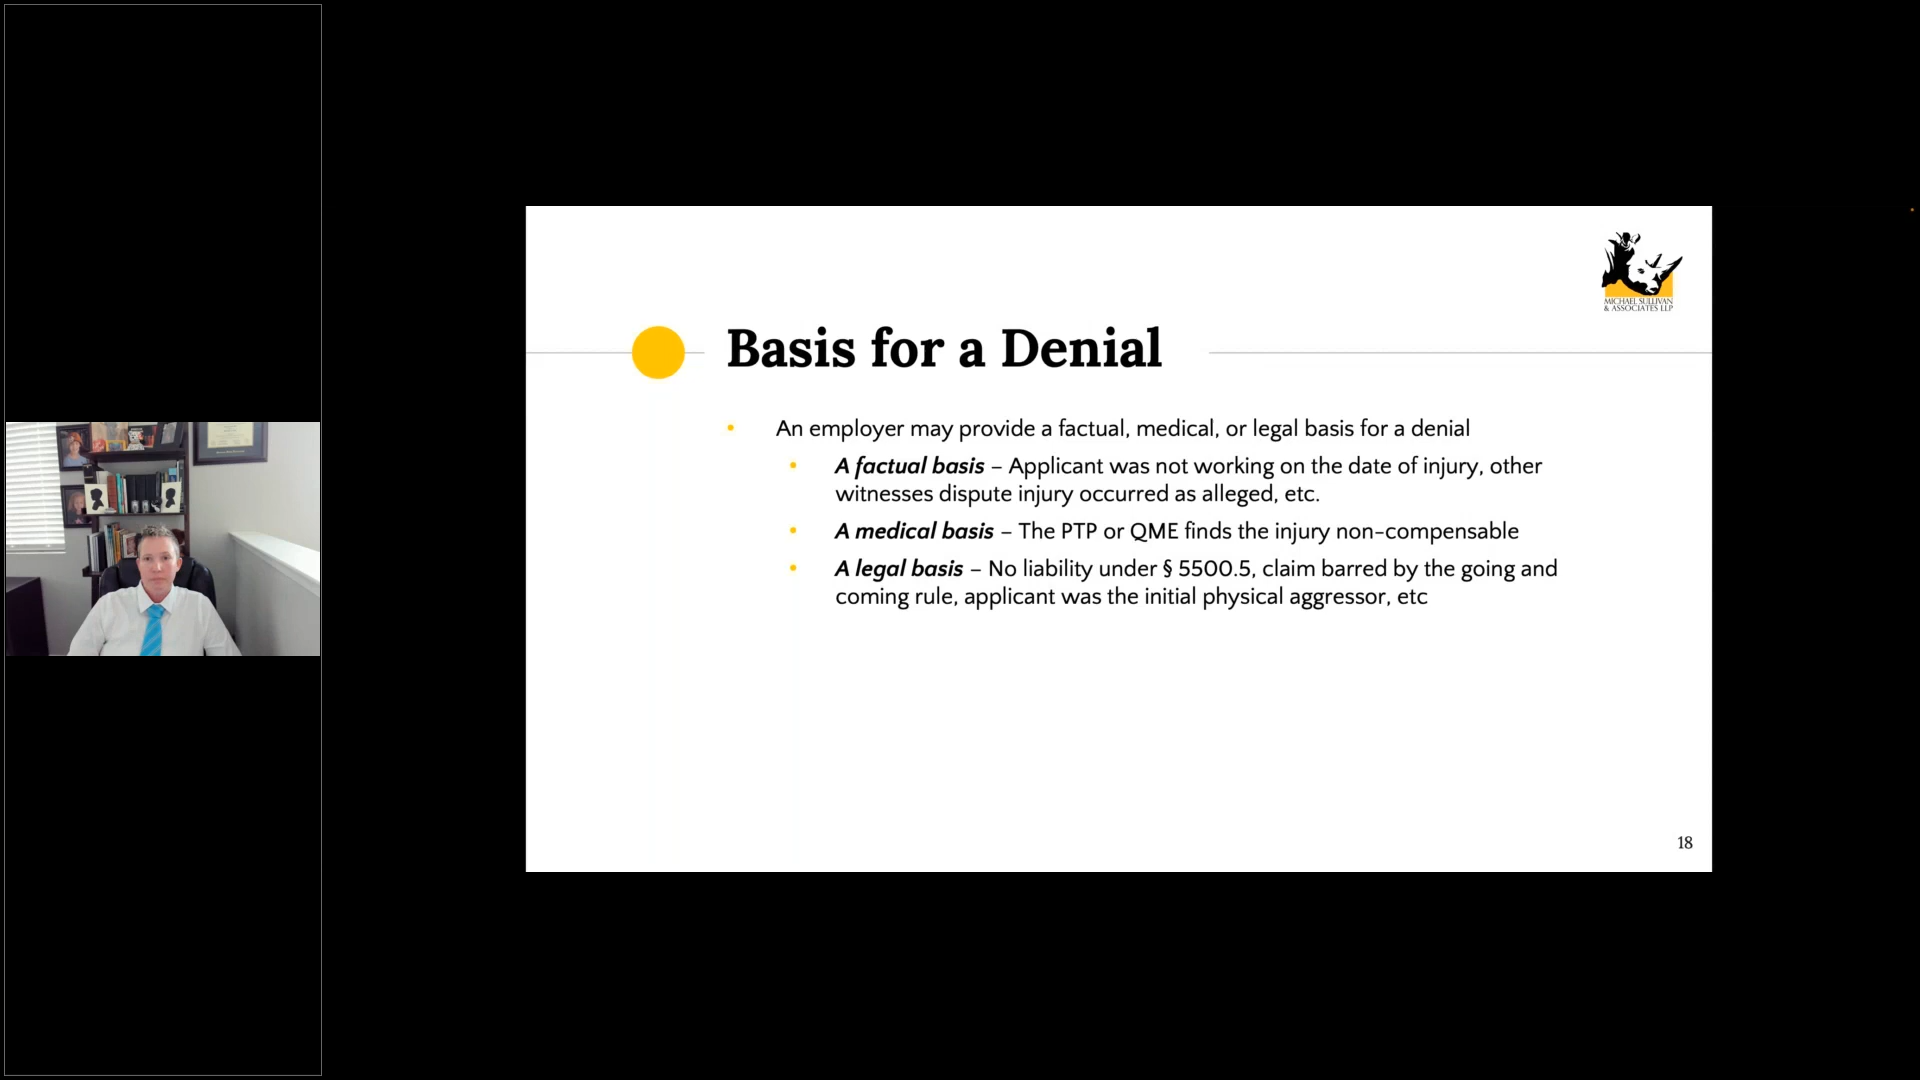 MICHAEL SULLIVAN
& ASSOCIATES LLP
Basis for a Denial
• An employer may provide a factual, medical, or legal basis for a denial
• A factual basis – Applicant was not working on the date of injury, other
witnesses dispute injury occurred as alleged, etc.
• A medical basis – The PTP or QME finds the injury non-compensable
• A legal basis – No liability under § 5500.5, claim barred by the going and
coming rule, applicant was the initial physical aggressor, etc
18